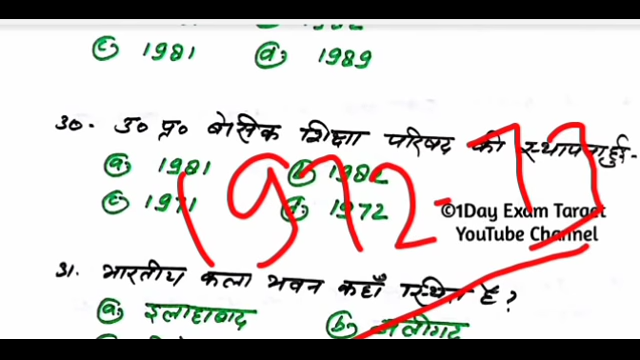 ⓒ 1981 ⓓ 1989
30- उ० प्र० बेसिक शिक्षा परिषद की स्थापना हुई-
ⓐ 1981 ⓑ 1982
ⓒ 1971 ⓓ 1972
1972-73
©1Day Exam Target
YouTube Channel
31. भारतीय कला भवन कहाँ स्थित है?
ⓐ इलाहाबाद ⓑ अलीगढ़